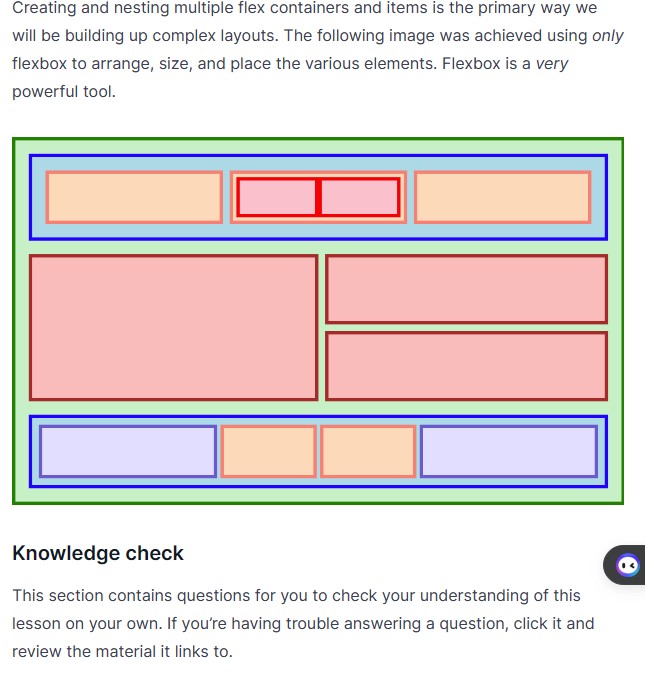 Creating and nesting multiple flex containers and items is the primary way we
will be building up complex layouts. The following image was achieved using only
flexbox to arrange, size, and place the various elements. Flexbox is a very
powerful tool.
Knowledge check
This section contains questions for you to check your understanding of this
lesson on your own. If you’re having trouble answering a question, click it and
review the material it links to.